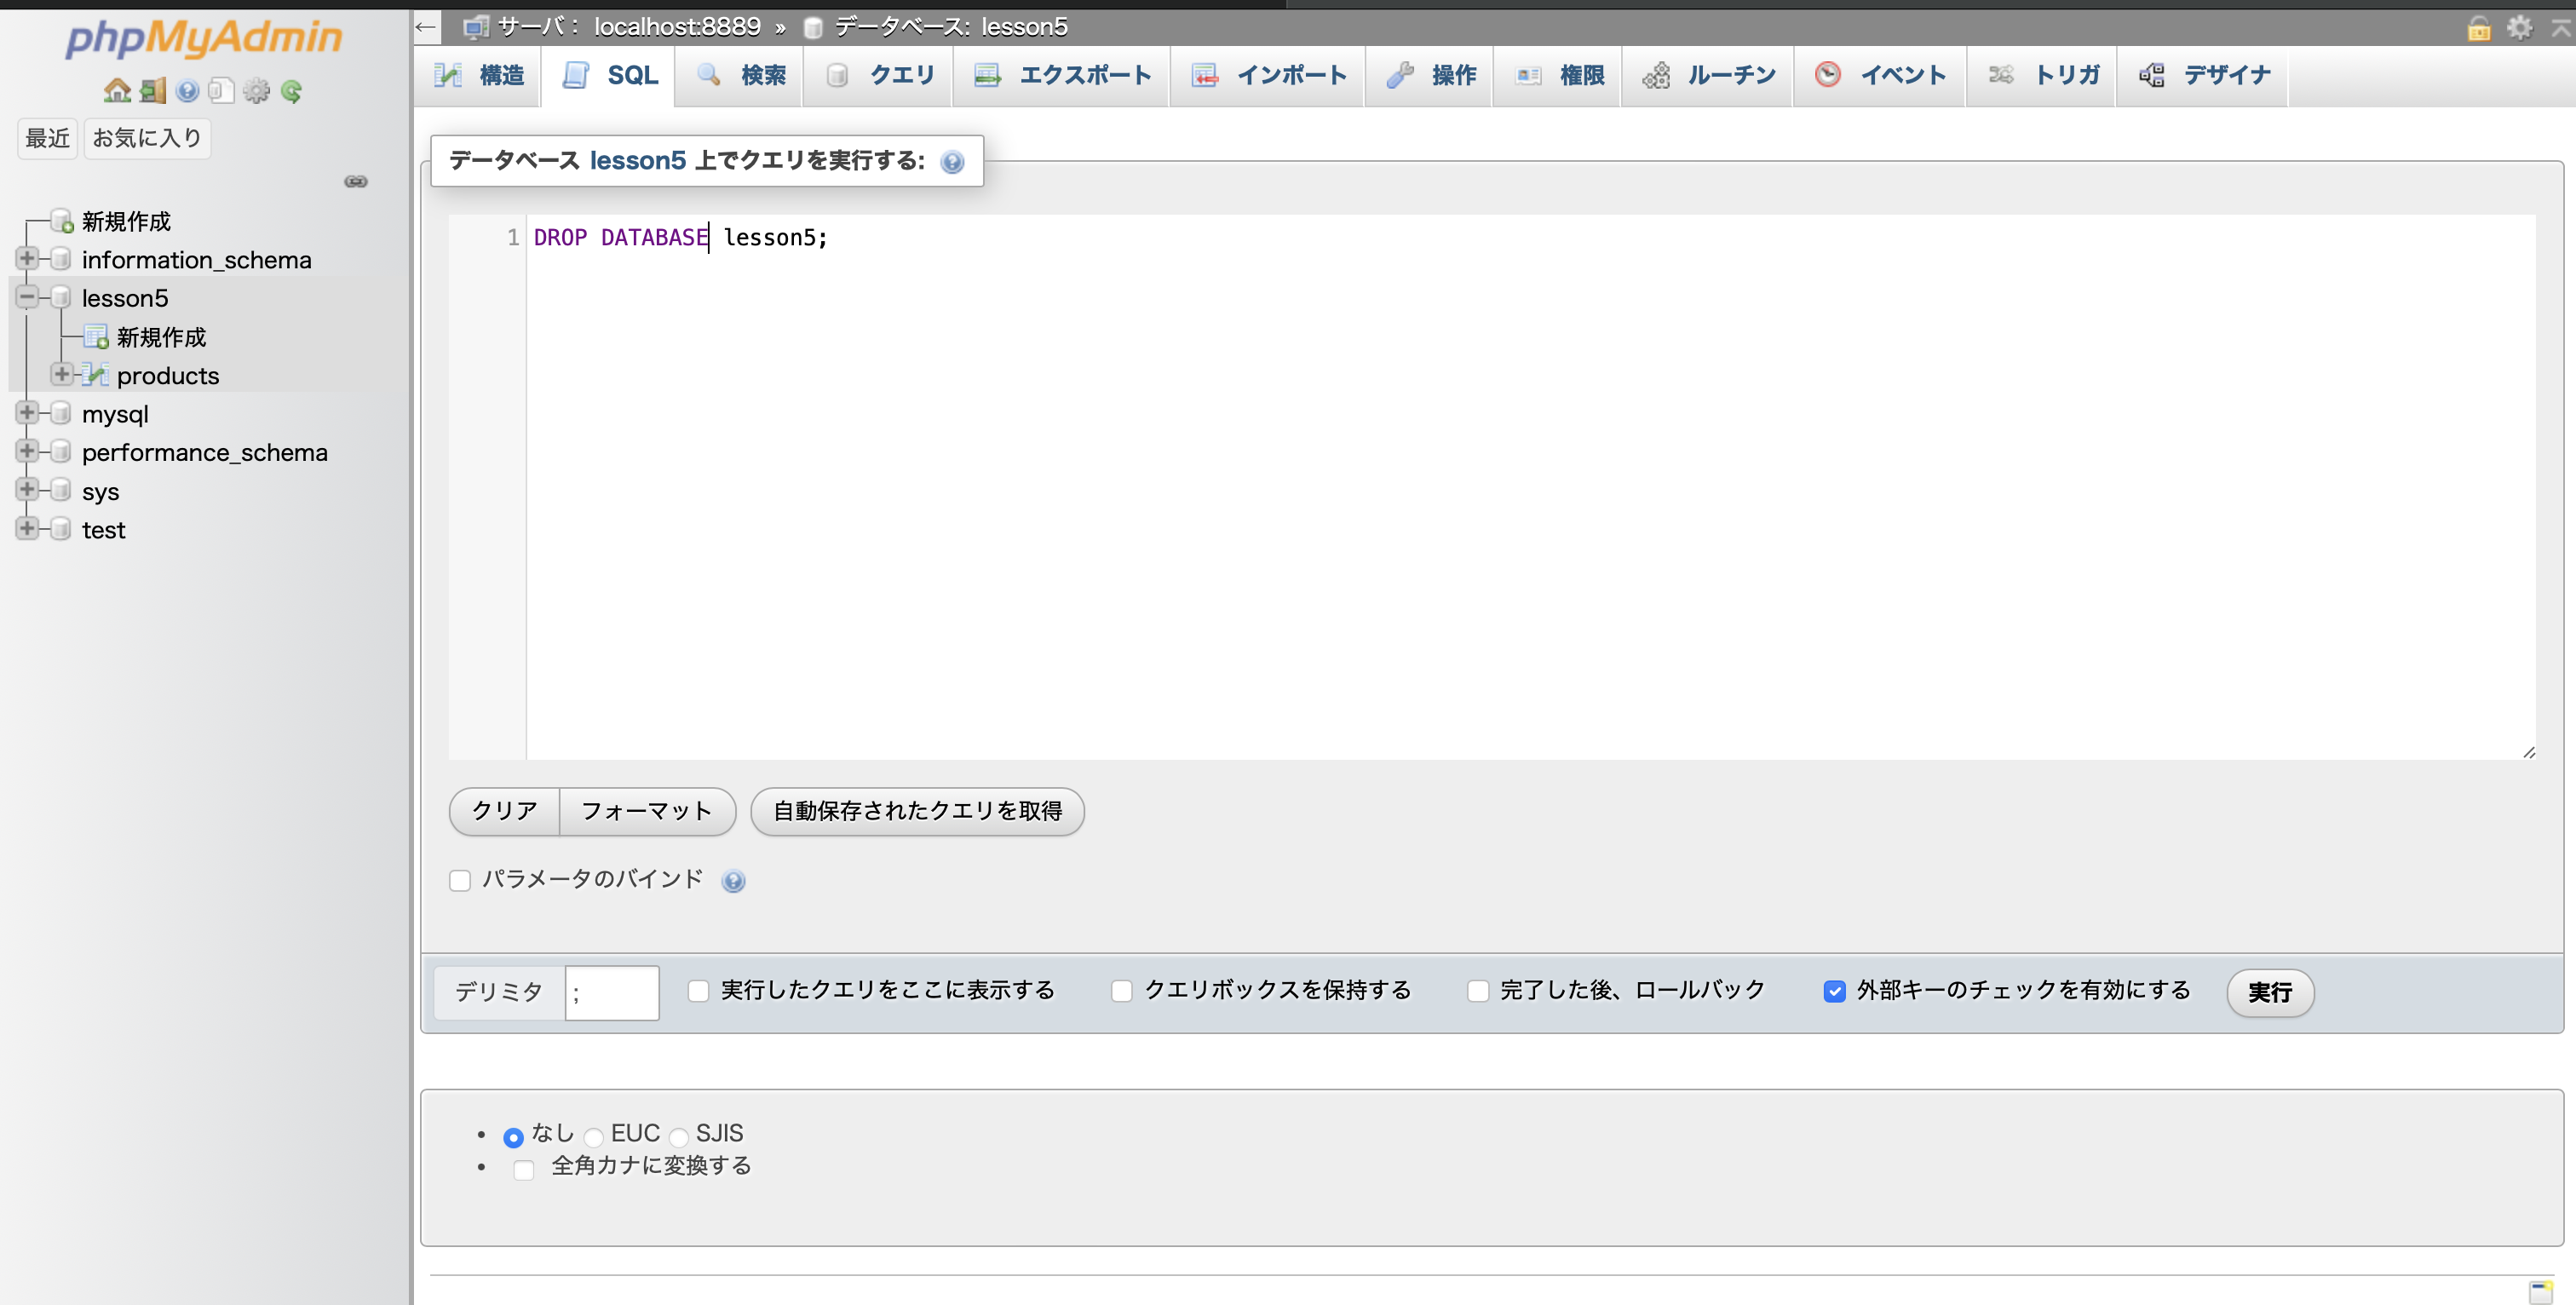 phpMyAdmin
最近 お気に入り
新規作成
information_schema
lesson5
新規作成
products
mysql
performance_schema
sys
test
サーバ： localhost:8889 » データベース: lesson5
構造 SQL 検索 クエリ エクスポート インポート 操作 権限 ルーチン イベント トリガ デザイナ
データベース lesson5 上でクエリを実行する:
1 DROP DATABASE lesson5;
クリア フォーマット 自動保存されたクエリを取得
パラメータのバインド
デリミタ ; 実行したクエリをここに表示する クエリボックスを保持する 完了した後、ロールバック 外部キーのチェックを有効にする 実行
• なし EUC SJIS
• 全角カナに変換する